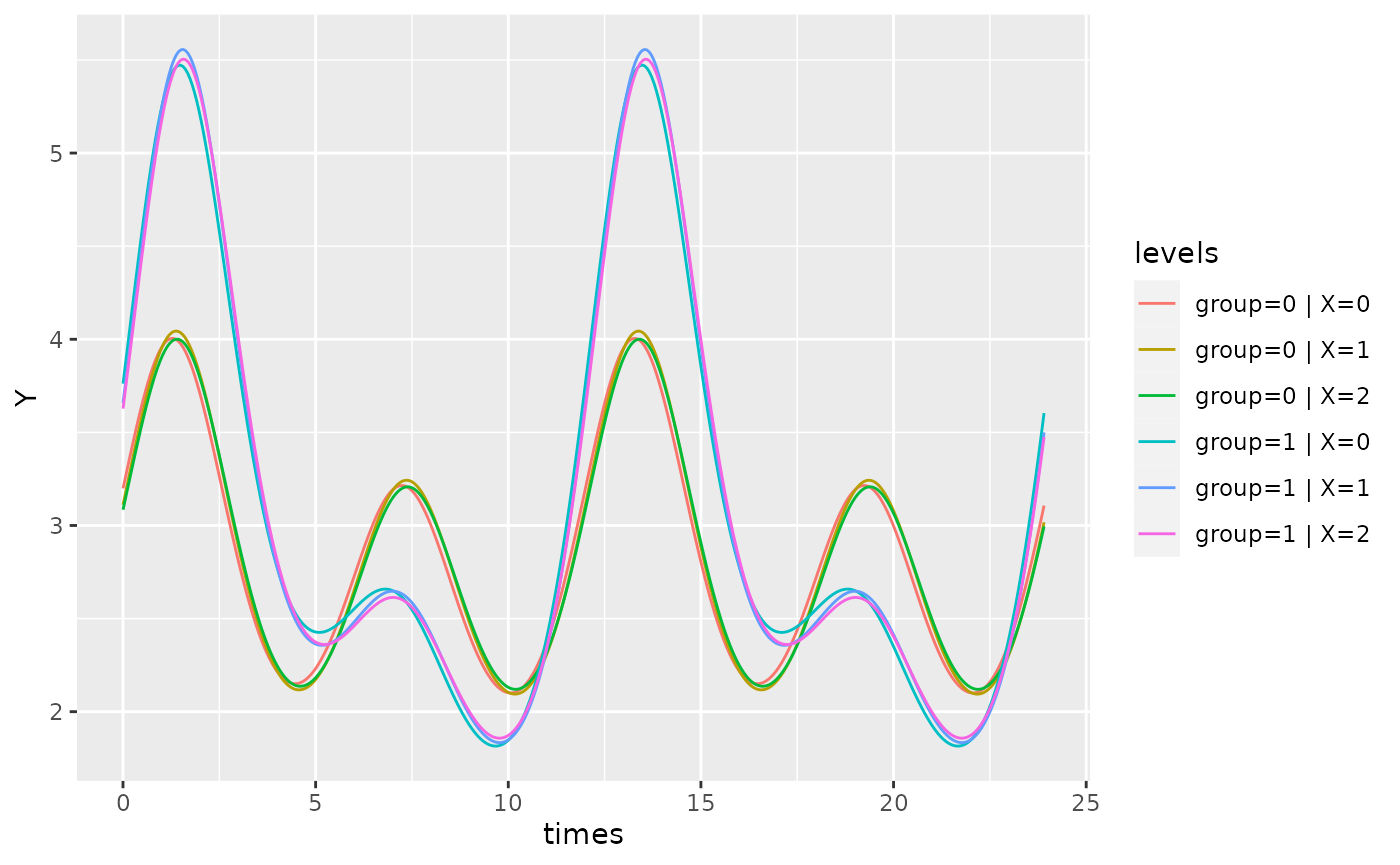 5
4
3
2
Y
0
5
10
15
20
25
times
levels
group=0 | X=0
group=0 | X=1
group=0 | X=2
group=1 | X=0
group=1 | X=1
group=1 | X=2